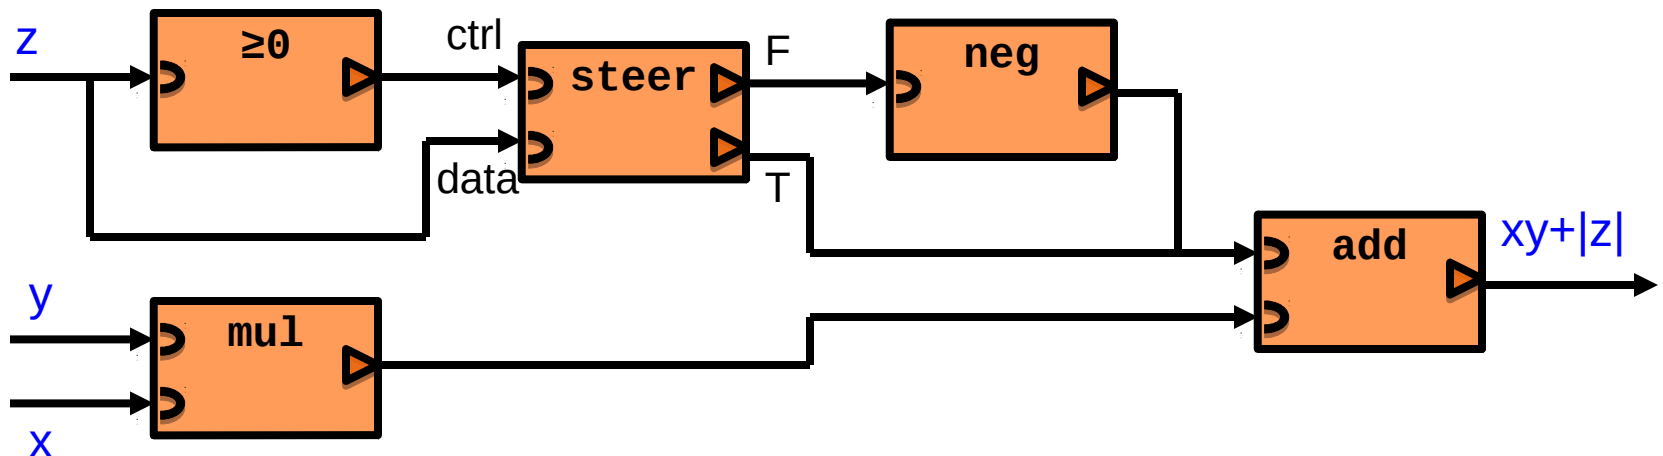 z
≥0
ctrl
data
steer
F
T
neg
y
x
mul
add
xy+|z|